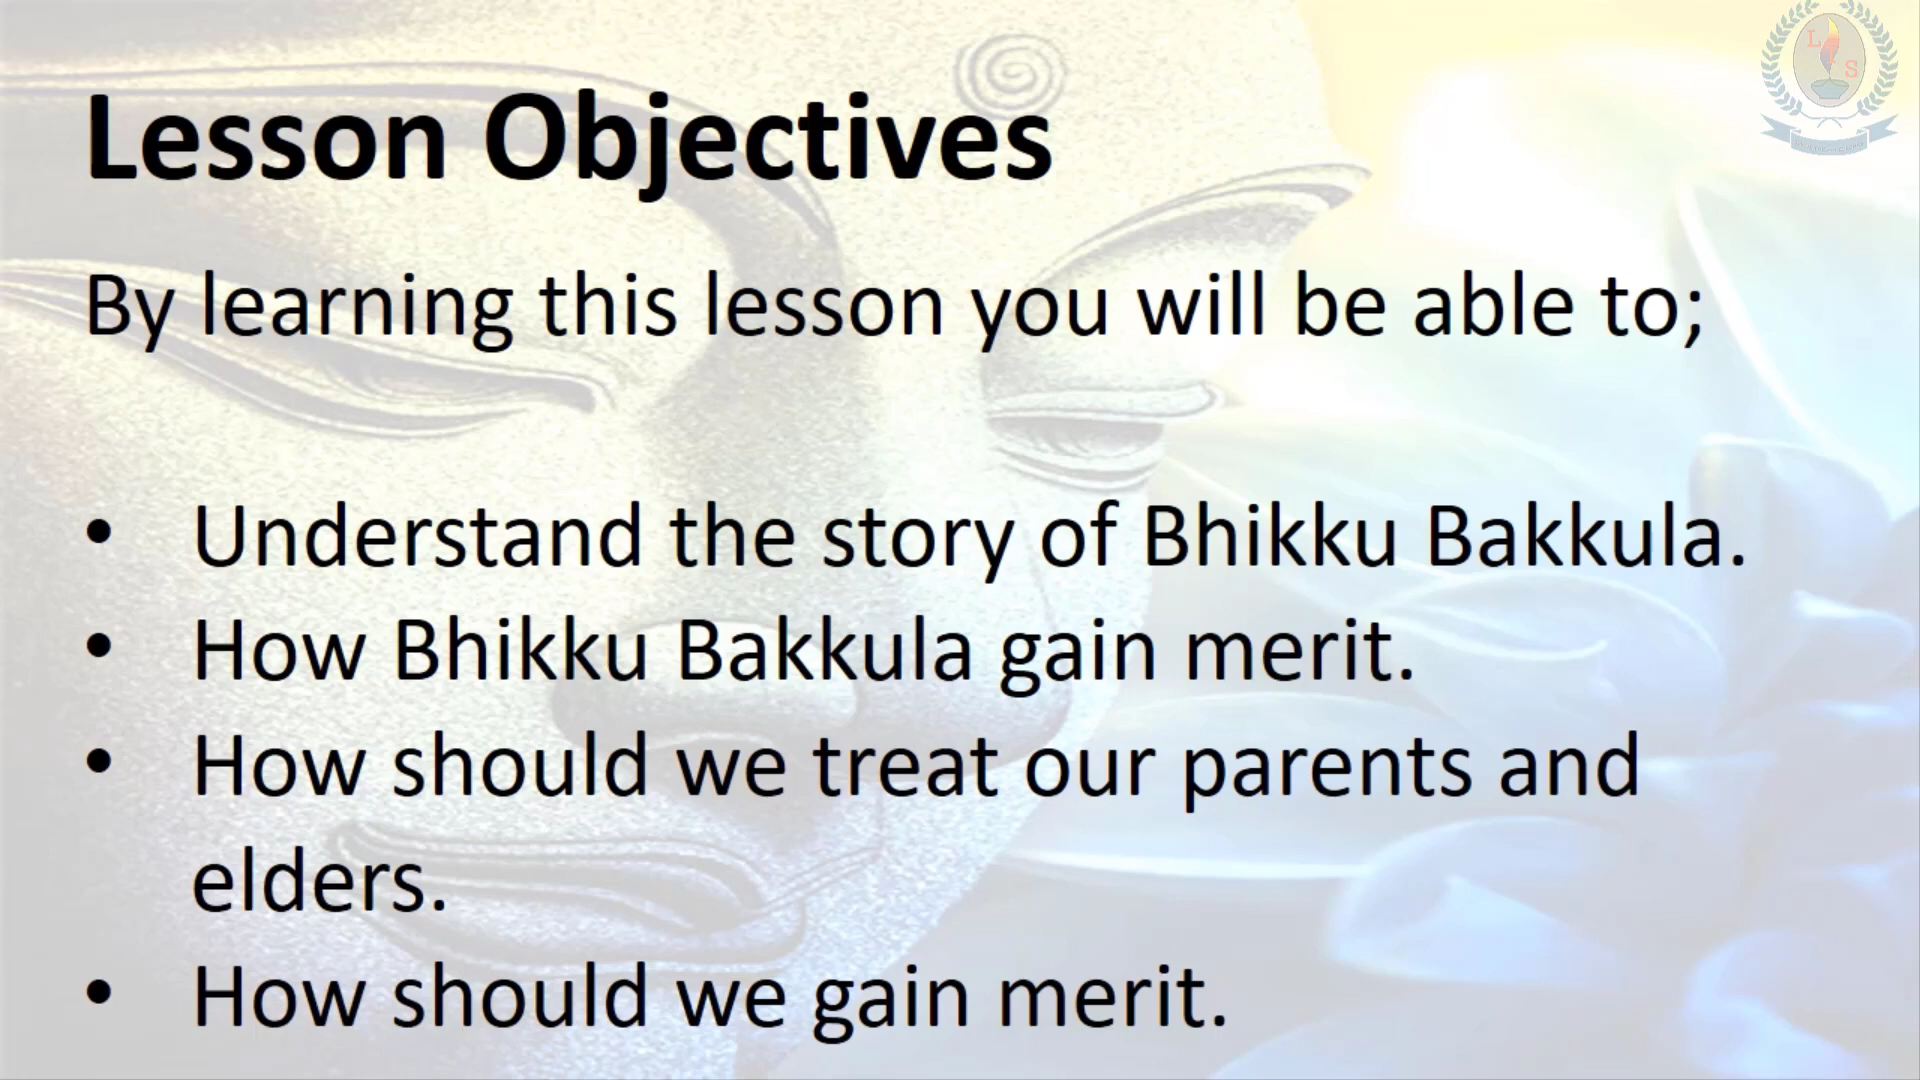 L
S
Lesson Objectives
By learning this lesson you will be able to;
• Understand the story of Bhikku Bakkula.
• How Bhikku Bakkula gain merit.
• How should we treat our parents and
elders.
• How should we gain merit.